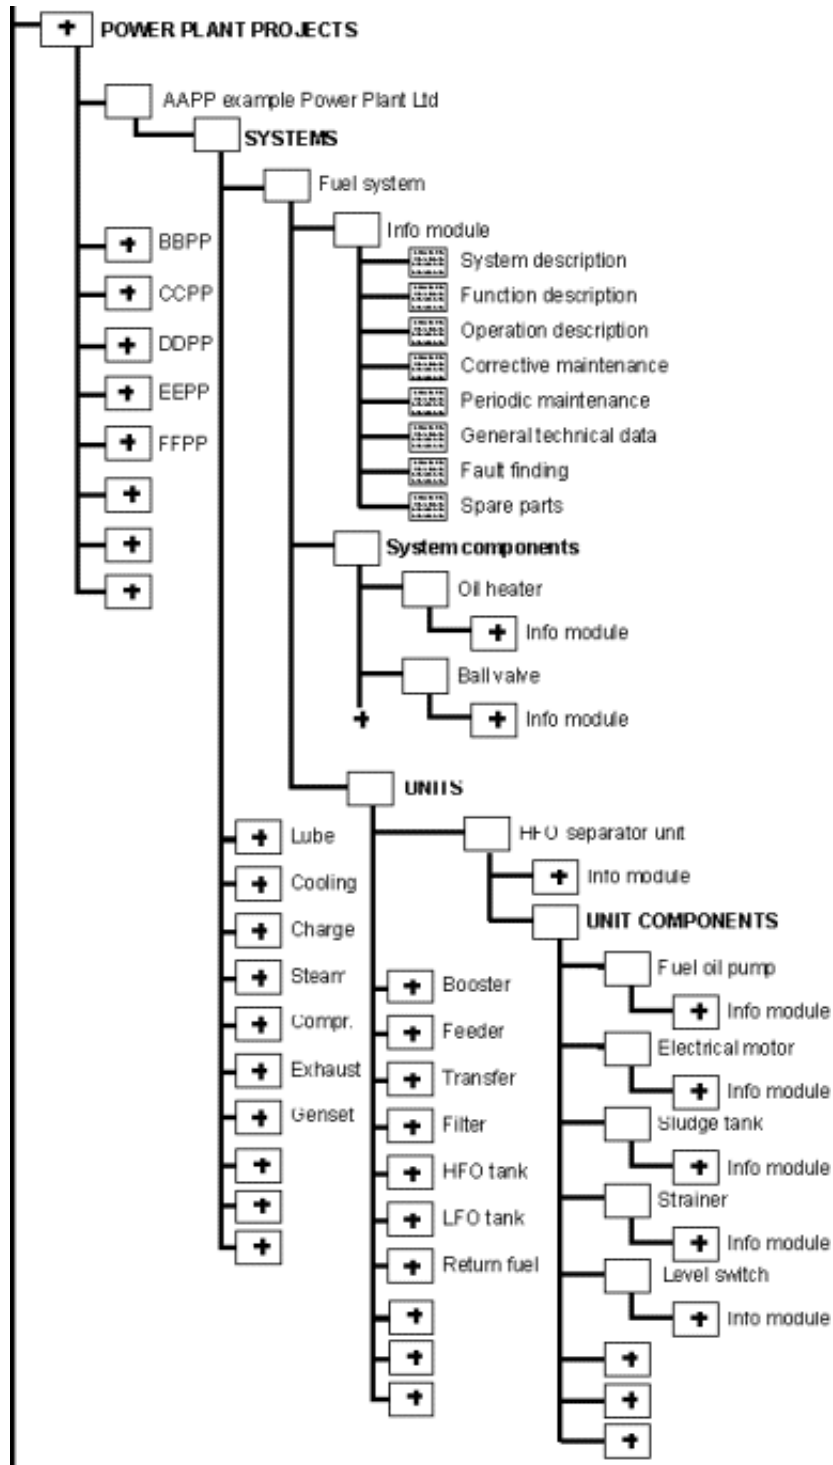 POWER PLANT PROJECTS
AAPP example Power Plant Ltd
SYSTEMS
Fuel system
Info module
BBPP
System description
CCPP
Function description
DDPP
Operation description
Corrective maintenance
EEPP
Periodic maintenance
FFPP
General technical data
Fault finding
Spare parts
System components
Oil heater
Info module
Ball valve
Info module
UNITS
Lube
HFO separator unit
Info module
Cooling
Charge
UNIT COMPONENTS
Steam
Fuel oil pump
Booster
Info module
Compr.
Feeder
Electrical motor
Exhaust
Transfer
Info module
Genset
Filter
Sludge tank
Info module
HFO tank
Strainer
LFO tank
Info module
Return fuel
Level switch
Info module